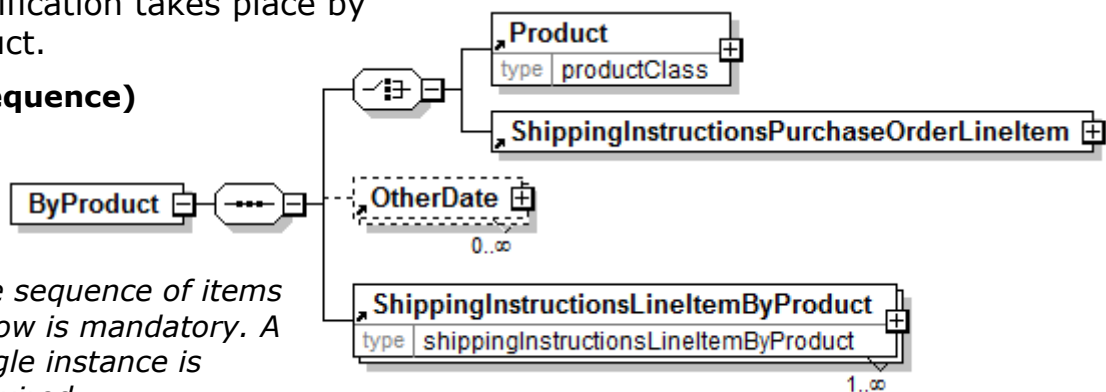 ification takes place by
uct.
equence)
e sequence of items
ow is mandatory. A
gle instance is
Product
type productClass
ShippingInstructionsPurchaseOrderLineItem
ByProduct
OtherDate
0..∞
ShippingInstructionsLineItemByProduct
type shippingInstructionsLineItemByProduct
1..∞